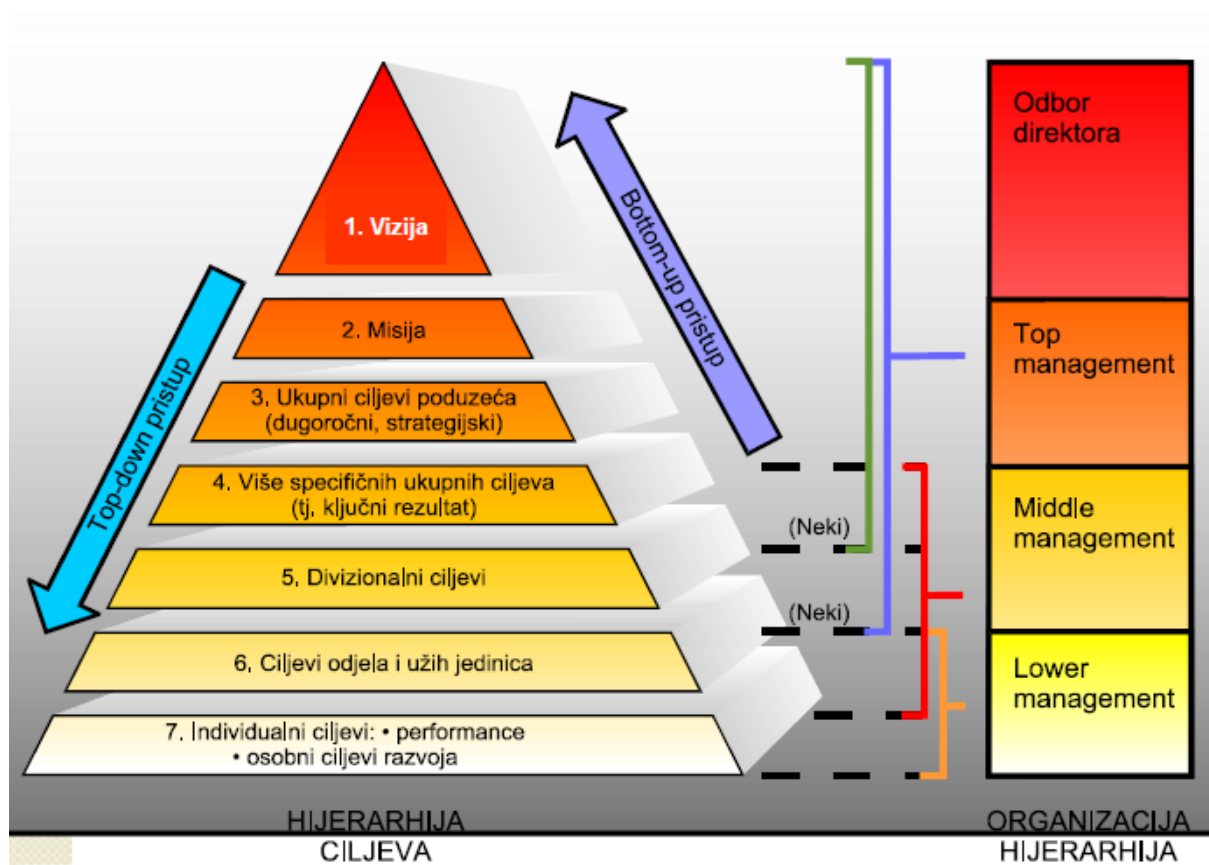 1. Vizija
2. Misija
3. Ukupni ciljevi poduzeća
(dugoročni, strategijski)
4. Više specifičnih ukupnih ciljeva
(tj. ključni rezultat)
5. Divizionalni ciljevi
6. Ciljevi odjela i užih jedinica
7. Individualni ciljevi: • performance
• osobni ciljevi razvoja
Top-down pristup
Bottom-up pristup
(Neki)
(Neki)
Odbor
direktora
Top
management
Middle
management
Lower
management
HIJERARHIJA
CILJEVA
ORGANIZACIJA
HIJERARHIJA